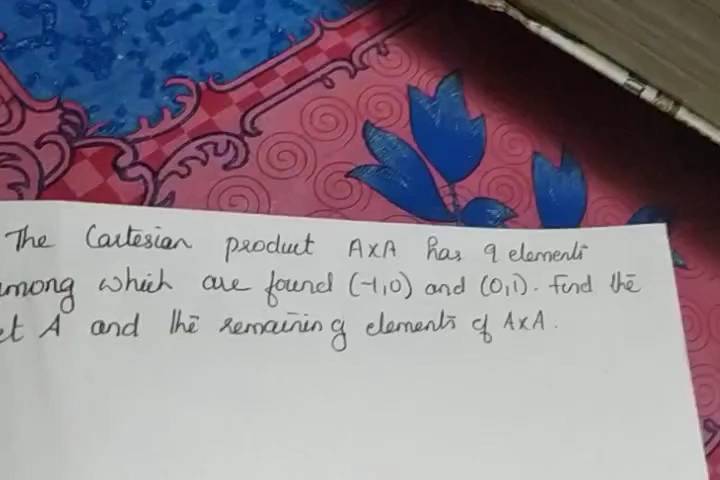 The Cartesian product A×A has 9 elements
among which are found (-1,0) and (0,1). Find the
set A and the remaining elements of A×A.